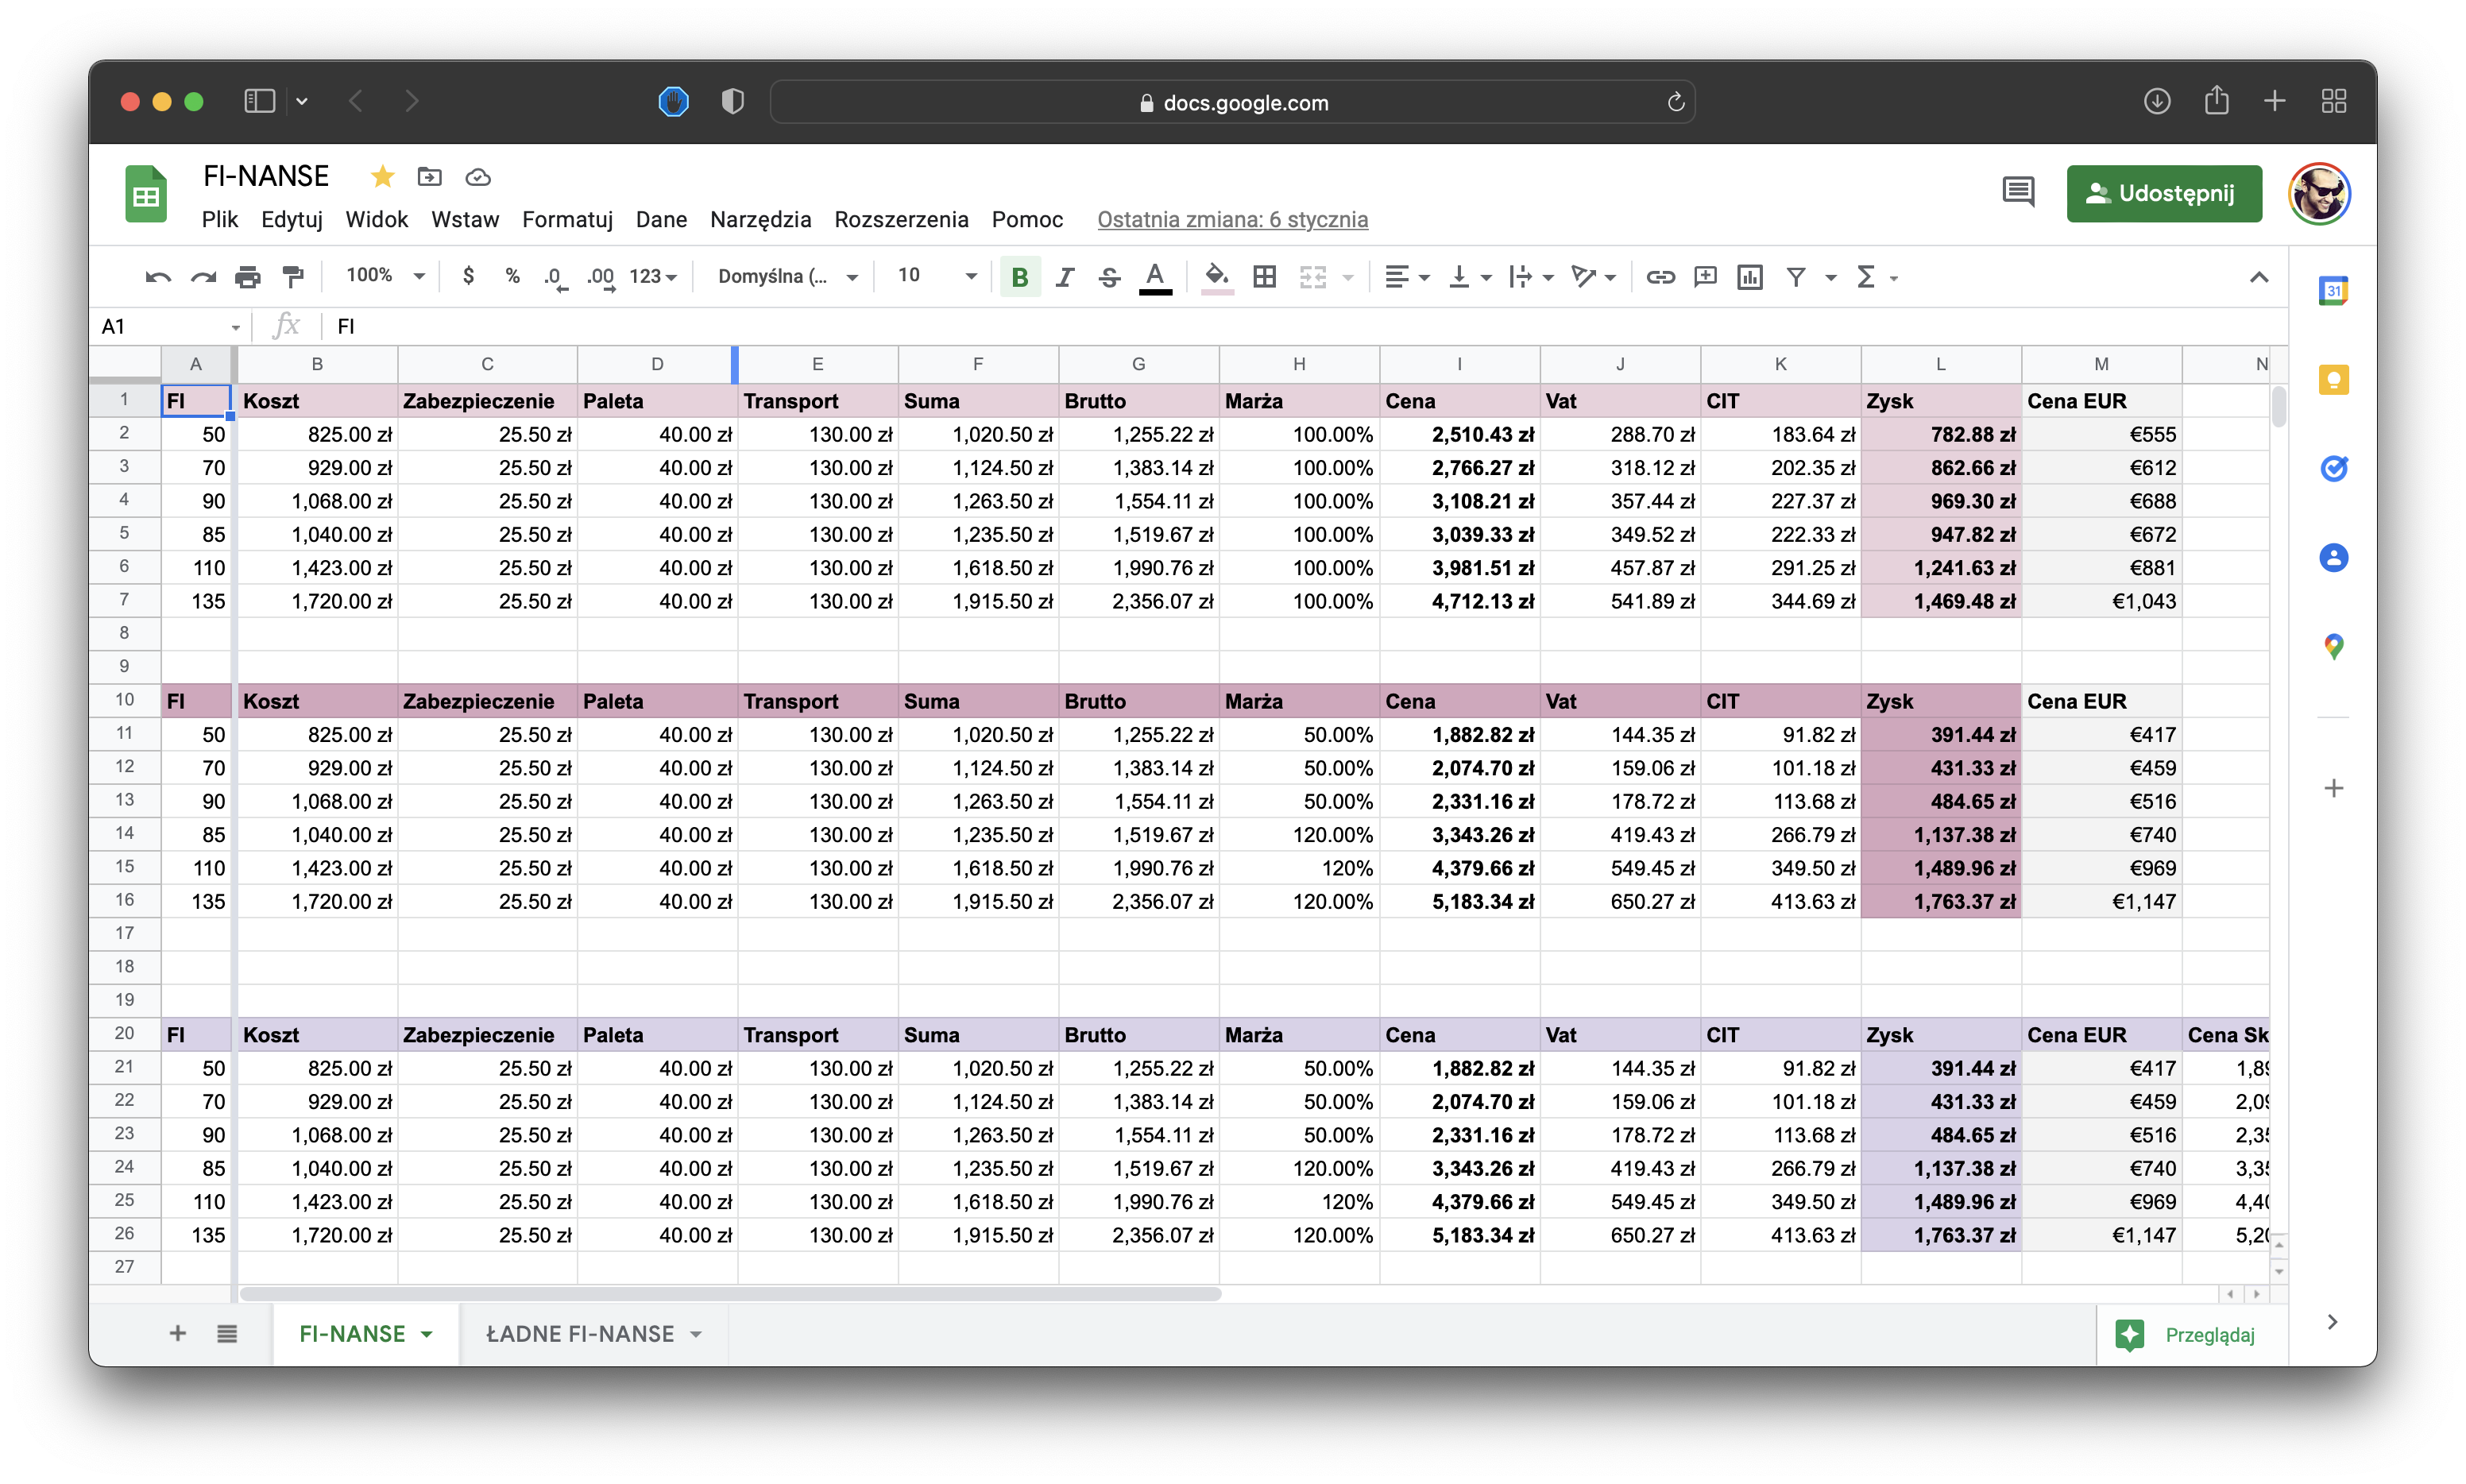 docs.google.com
FI-NANSE
Plik Edytuj Widok Wstaw Formatuj Dane Narzędzia Rozszerzenia Pomoc Ostatnia zmiana: 6 stycznia
Udostępnij
100% $ % .0 .00 123 Domyślna (... 10 B I S A
31
A1 fx FI
A B C D E F G H I J K L M N
1 FI Koszt Zabezpieczenie Paleta Transport Suma Brutto Marża Cena Vat CIT Zysk Cena EUR
2 50 825.00 zł 25.50 zł 40.00 zł 130.00 zł 1,020.50 zł 1,255.22 zł 100.00% 2,510.43 zł 288.70 zł 183.64 zł 782.88 zł €555
3 70 929.00 zł 25.50 zł 40.00 zł 130.00 zł 1,124.50 zł 1,383.14 zł 100.00% 2,766.27 zł 318.12 zł 202.35 zł 862.66 zł €612
4 90 1,068.00 zł 25.50 zł 40.00 zł 130.00 zł 1,263.50 zł 1,554.11 zł 100.00% 3,108.21 zł 357.44 zł 227.37 zł 969.30 zł €688
5 85 1,040.00 zł 25.50 zł 40.00 zł 130.00 zł 1,235.50 zł 1,519.67 zł 100.00% 3,039.33 zł 349.52 zł 222.33 zł 947.82 zł €672
6 110 1,423.00 zł 25.50 zł 40.00 zł 130.00 zł 1,618.50 zł 1,990.76 zł 100.00% 3,981.51 zł 457.87 zł 291.25 zł 1,241.63 zł €881
7 135 1,720.00 zł 25.50 zł 40.00 zł 130.00 zł 1,915.50 zł 2,356.07 zł 100.00% 4,712.13 zł 541.89 zł 344.69 zł 1,469.48 zł €1,043
8
9
10 FI Koszt Zabezpieczenie Paleta Transport Suma Brutto Marża Cena Vat CIT Zysk Cena EUR
11 50 825.00 zł 25.50 zł 40.00 zł 130.00 zł 1,020.50 zł 1,255.22 zł 50.00% 1,882.82 zł 144.35 zł 91.82 zł 391.44 zł €417
12 70 929.00 zł 25.50 zł 40.00 zł 130.00 zł 1,124.50 zł 1,383.14 zł 50.00% 2,074.70 zł 159.06 zł 101.18 zł 431.33 zł €459
13 90 1,068.00 zł 25.50 zł 40.00 zł 130.00 zł 1,263.50 zł 1,554.11 zł 50.00% 2,331.16 zł 178.72 zł 113.68 zł 484.65 zł €516
14 85 1,040.00 zł 25.50 zł 40.00 zł 130.00 zł 1,235.50 zł 1,519.67 zł 120.00% 3,343.26 zł 419.43 zł 266.79 zł 1,137.38 zł €740
15 110 1,423.00 zł 25.50 zł 40.00 zł 130.00 zł 1,618.50 zł 1,990.76 zł 120% 4,379.66 zł 549.45 zł 349.50 zł 1,489.96 zł €969
16 135 1,720.00 zł 25.50 zł 40.00 zł 130.00 zł 1,915.50 zł 2,356.07 zł 120.00% 5,183.34 zł 650.27 zł 413.63 zł 1,763.37 zł €1,147
17
18
19
20 FI Koszt Zabezpieczenie Paleta Transport Suma Brutto Marża Cena Vat CIT Zysk Cena EUR Cena Sk
21 50 825.00 zł 25.50 zł 40.00 zł 130.00 zł 1,020.50 zł 1,255.22 zł 50.00% 1,882.82 zł 144.35 zł 91.82 zł 391.44 zł €417
22 70 929.00 zł 25.50 zł 40.00 zł 130.00 zł 1,124.50 zł 1,383.14 zł 50.00% 2,074.70 zł 159.06 zł 101.18 zł 431.33 zł €459
23 90 1,068.00 zł 25.50 zł 40.00 zł 130.00 zł 1,263.50 zł 1,554.11 zł 50.00% 2,331.16 zł 178.72 zł 113.68 zł 484.65 zł €516
24 85 1,040.00 zł 25.50 zł 40.00 zł 130.00 zł 1,235.50 zł 1,519.67 zł 120.00% 3,343.26 zł 419.43 zł 266.79 zł 1,137.38 zł €740
25 110 1,423.00 zł 25.50 zł 40.00 zł 130.00 zł 1,618.50 zł 1,990.76 zł 120% 4,379.66 zł 549.45 zł 349.50 zł 1,489.96 zł €969
26 135 1,720.00 zł 25.50 zł 40.00 zł 130.00 zł 1,915.50 zł 2,356.07 zł 120.00% 5,183.34 zł 650.27 zł 413.63 zł 1,763.37 zł €1,147
27
FI-NANSE ŁADNE FI-NANSE Przeglądaj